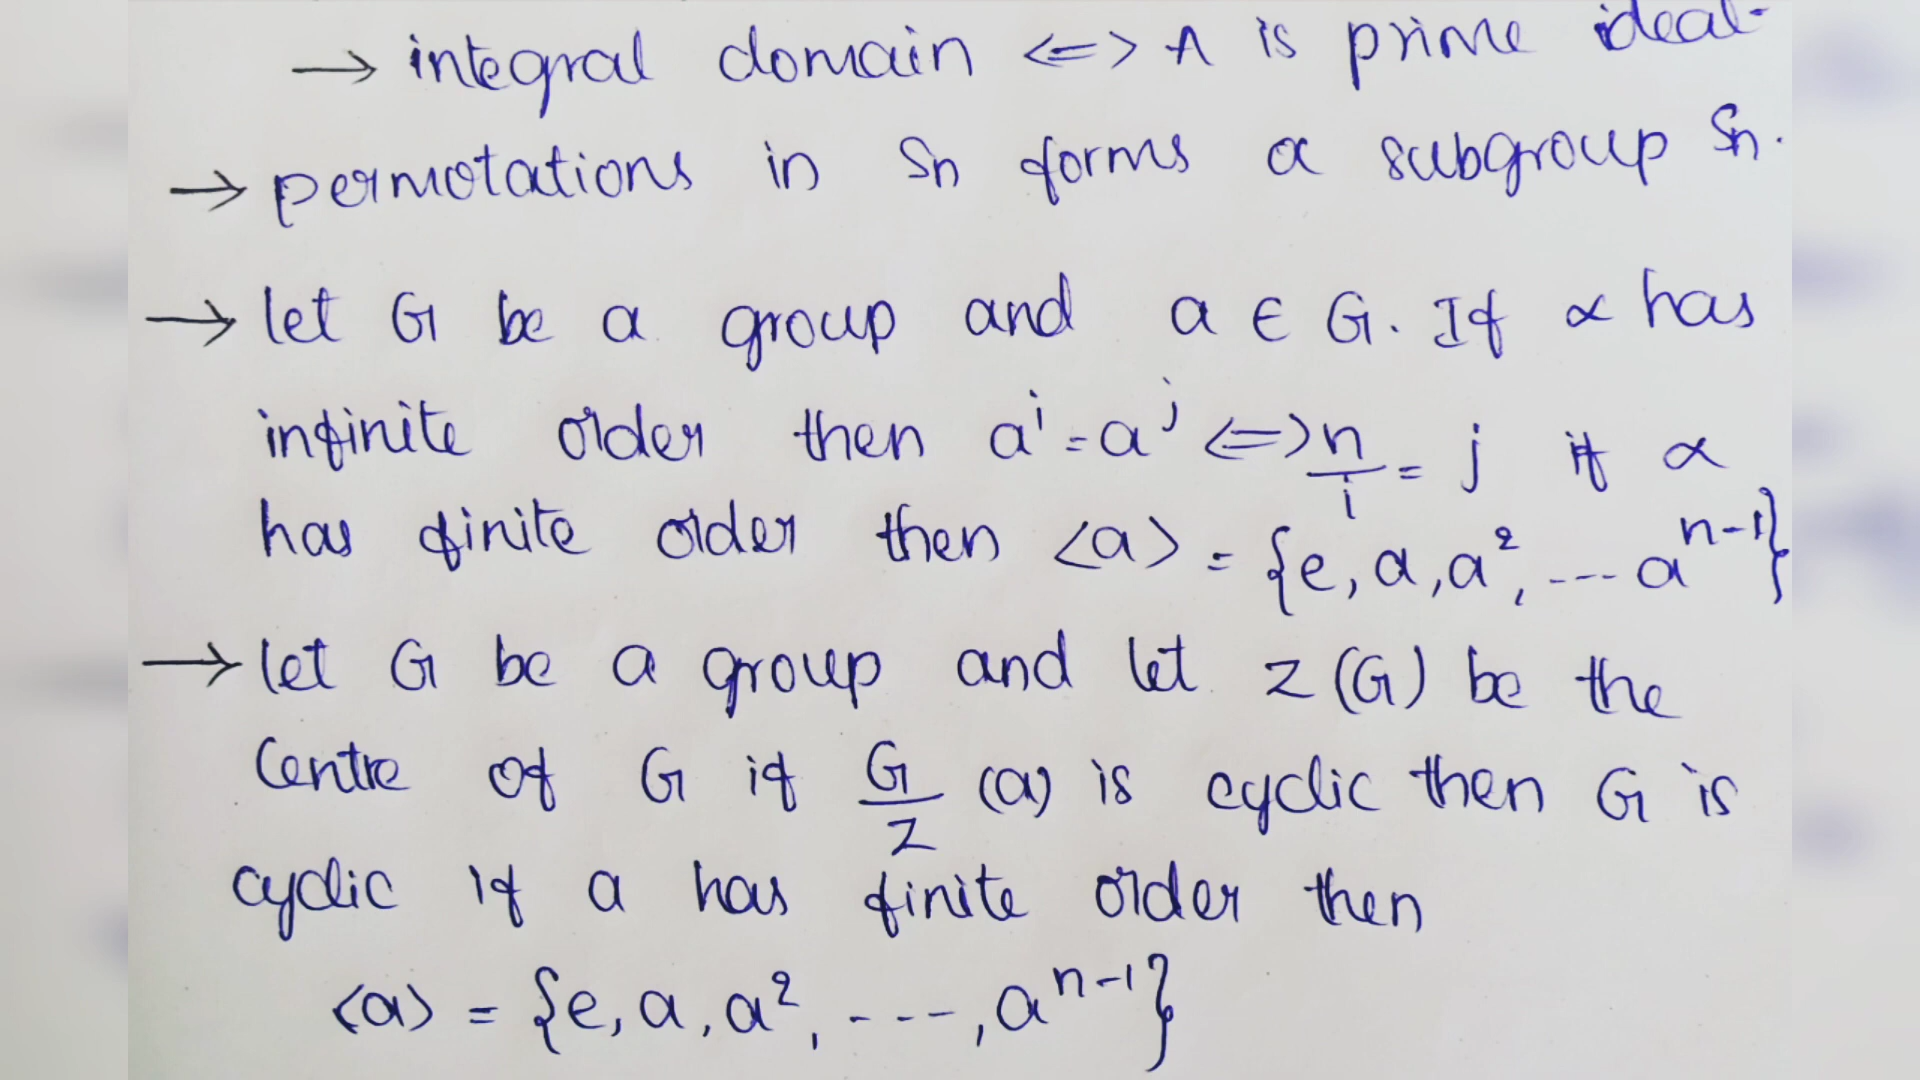 → integral domain <=> A is prime ideal.
→ permotations in Sn forms a subgroup Sn.
→ let G be a group and a ∈ G. If α has
infinite order then aⁱ = aʲ <=> n/i = j if α
has finite order then <a> = {e, a, a², --- aⁿ⁻¹}
→ let G be a group and let z(G) be the
Centre of G if G/z (a) is cyclic then G is
cyclic if a has finite order then
<a> = {e, a, a², ----, aⁿ⁻¹}